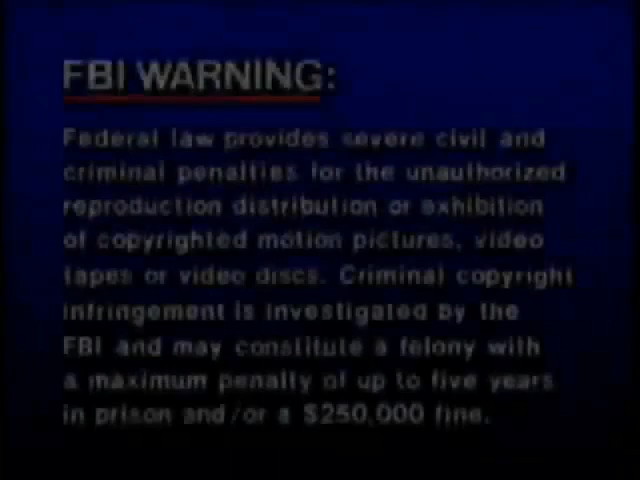 FBI WARNING:
Federal law provides severe civil and
criminal penalties for the unauthorized
reproduction distribution or exhibition
of copyrighted motion pictures, video
tapes or video discs. Criminal copyright
infringement is investigated by the
FBI and may constitute a felony with
a maximum penalty of up to five years
in prison and/or a $250,000 fine.